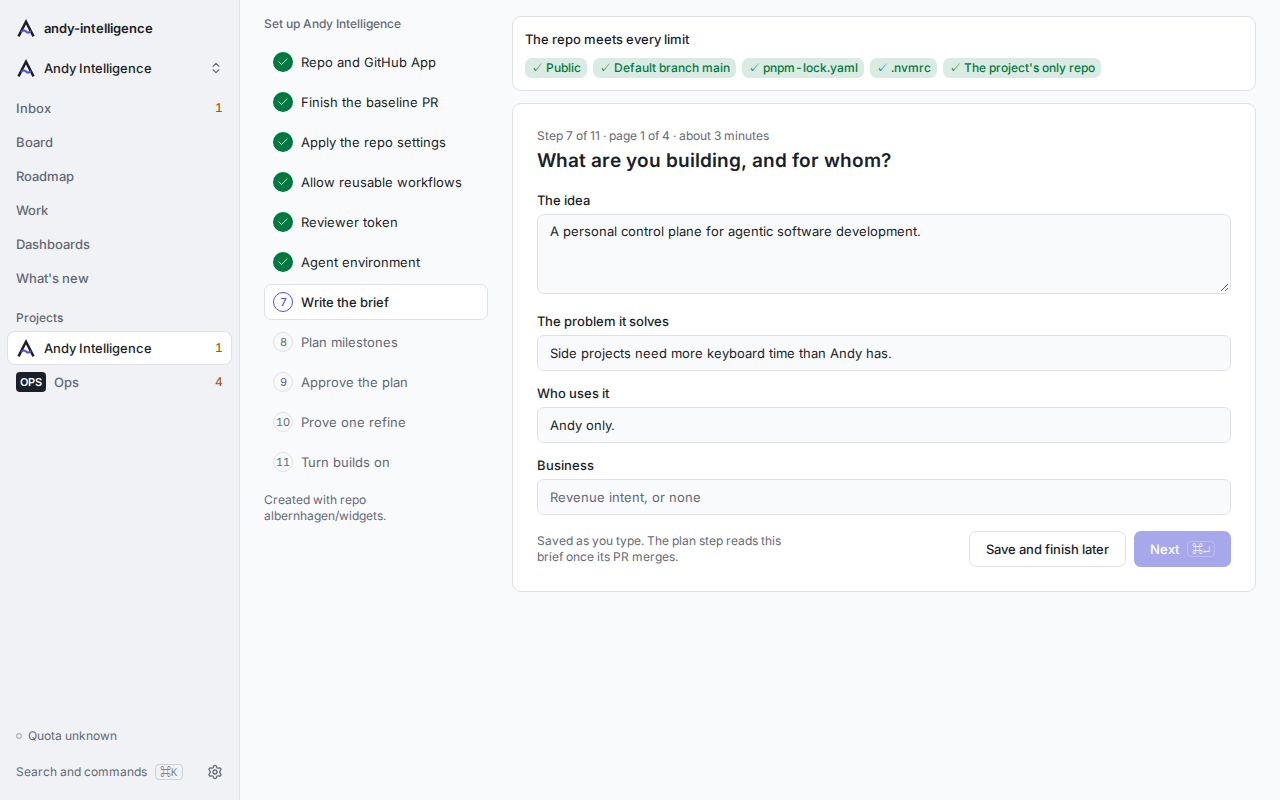 andy-intelligence
Andy Intelligence
Inbox 1
Board
Roadmap
Work
Dashboards
What's new
Projects
Andy Intelligence 1
OPS Ops 4
Quota unknown
Search and commands ⌘K
Set up Andy Intelligence
Repo and GitHub App
Finish the baseline PR
Apply the repo settings
Allow reusable workflows
Reviewer token
Agent environment
7 Write the brief
8 Plan milestones
9 Approve the plan
10 Prove one refine
11 Turn builds on
Created with repo
albernhagen/widgets.
The repo meets every limit
✓ Public ✓ Default branch main ✓ pnpm-lock.yaml ✓ .nvmrc ✓ The project's only repo
Step 7 of 11 · page 1 of 4 · about 3 minutes
What are you building, and for whom?
The idea
A personal control plane for agentic software development.
The problem it solves
Side projects need more keyboard time than Andy has.
Who uses it
Andy only.
Business
Revenue intent, or none
Saved as you type. The plan step reads this
brief once its PR merges.
Save and finish later
Next ⌘↵